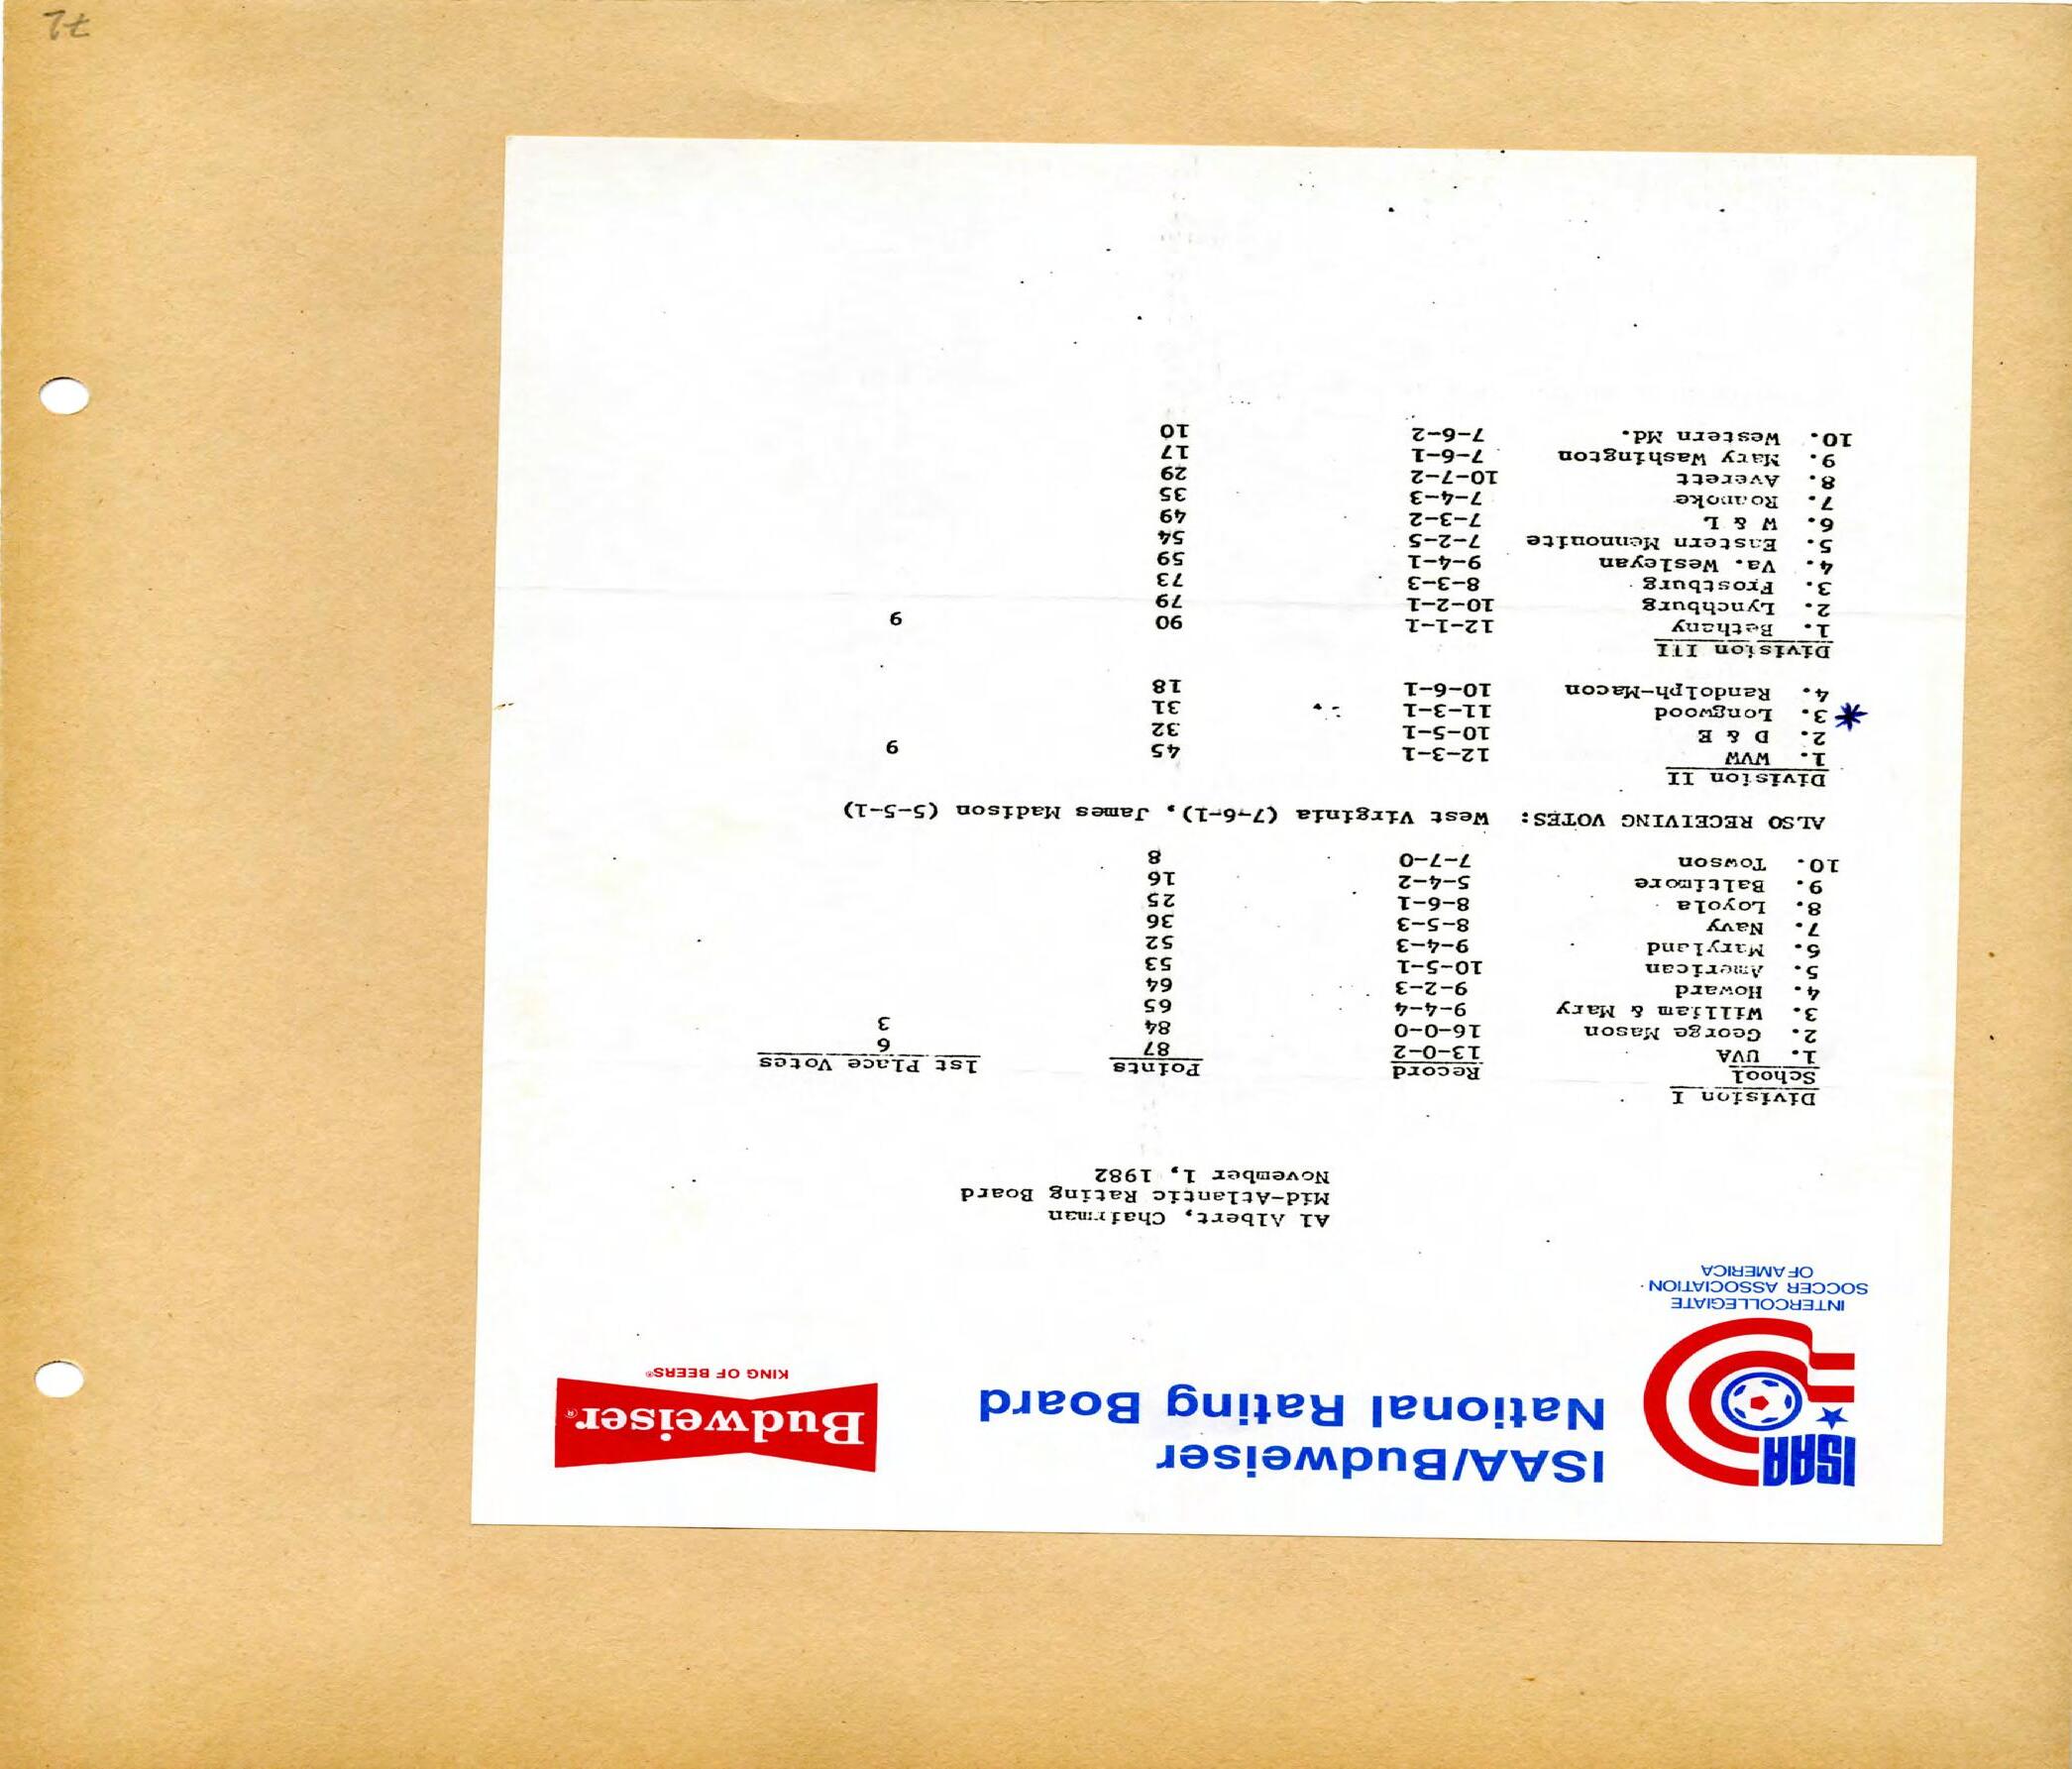 ISAA
ISAA/Budweiser
National Rating Board
Budweiser®
KING OF BEERS®
INTERCOLLEGIATE
SOCCER ASSOCIATION
OF AMERICA
Al Albert, Chairman
Mid-Atlantic Rating Board
November 1, 1982
Division I
School Record Points 1st Place Votes
1. UVA 13-0-2 87 6
2. George Mason 16-0-0 84 3
3. William & Mary 9-4-4 65
4. Howard 9-2-3 64
5. American 10-5-1 53
6. Maryland 9-4-3 52
7. Navy 8-5-3 36
8. Loyola 8-6-1 25
9. Baltimore 5-4-2 16
10. Towson 7-7-0 8
ALSO RECEIVING VOTES: West Virginia (7-6-1), James Madison (5-5-1)
Division II
1. WVW 12-3-1 45 9
2. D & E 10-5-1 32
3. Longwood 11-3-1 31
4. Randolph-Macon 10-6-1 18
Division III
1. Bethany 12-1-1 90 9
2. Lynchburg 10-2-1 79
3. Frostburg 8-3-3 73
4. Va. Wesleyan 9-4-1 59
5. Eastern Mennonite 7-2-5 54
6. W & L 7-3-2 49
7. Roanoke 7-4-3 35
8. Averett 10-7-2 29
9. Mary Washington 7-6-1 17
10. Western Md. 7-6-2 10